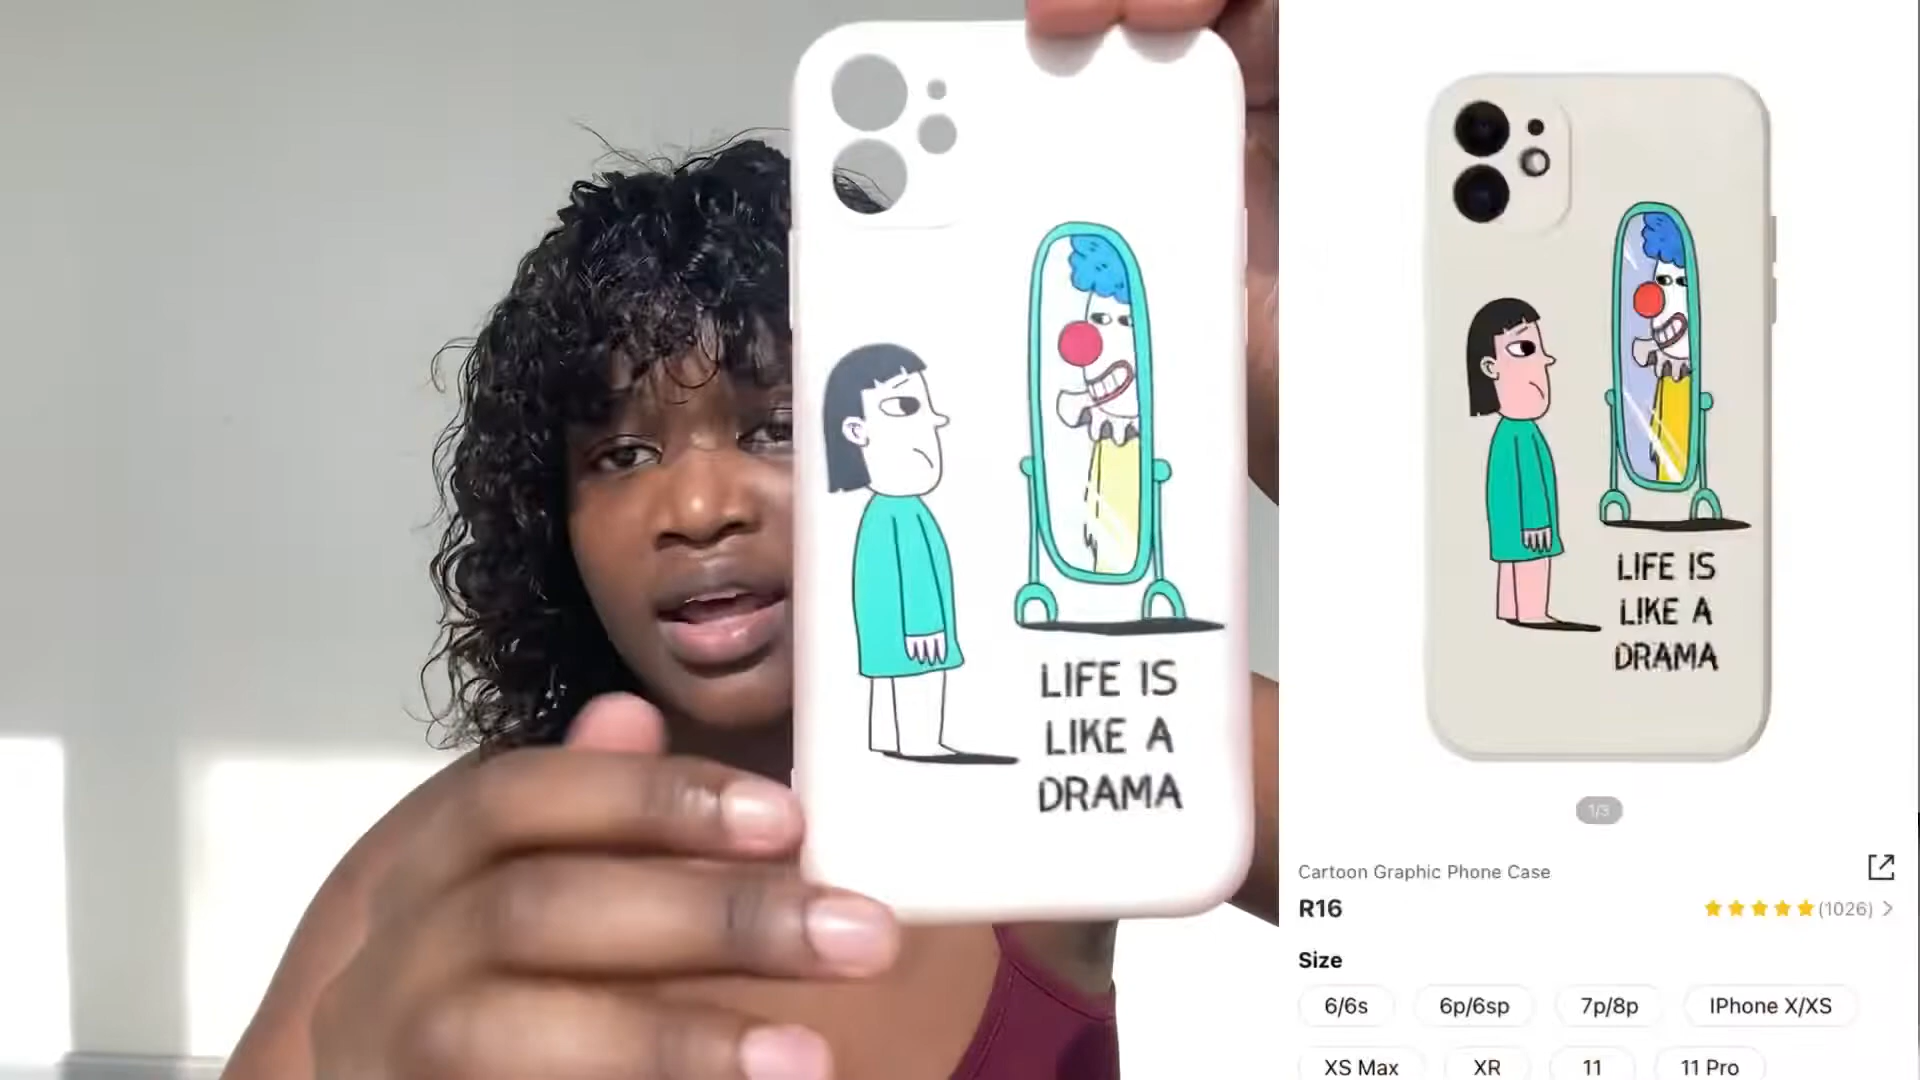 LIFE IS
LIKE A
DRAMA
LIFE IS
LIKE A
DRAMA
1/3
Cartoon Graphic Phone Case
R16
(1026)
Size
6/6s
6p/6sp
7p/8p
IPhone X/XS
XS Max
XR
11
11 Pro